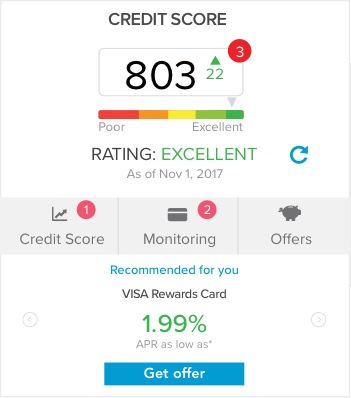 CREDIT SCORE
3
803
22
Poor Excellent
RATING: EXCELLENT
As of Nov 1, 2017
1 2
Credit Score Monitoring Offers
Recommended for you
VISA Rewards Card
1.99%
APR as low as*
Get offer